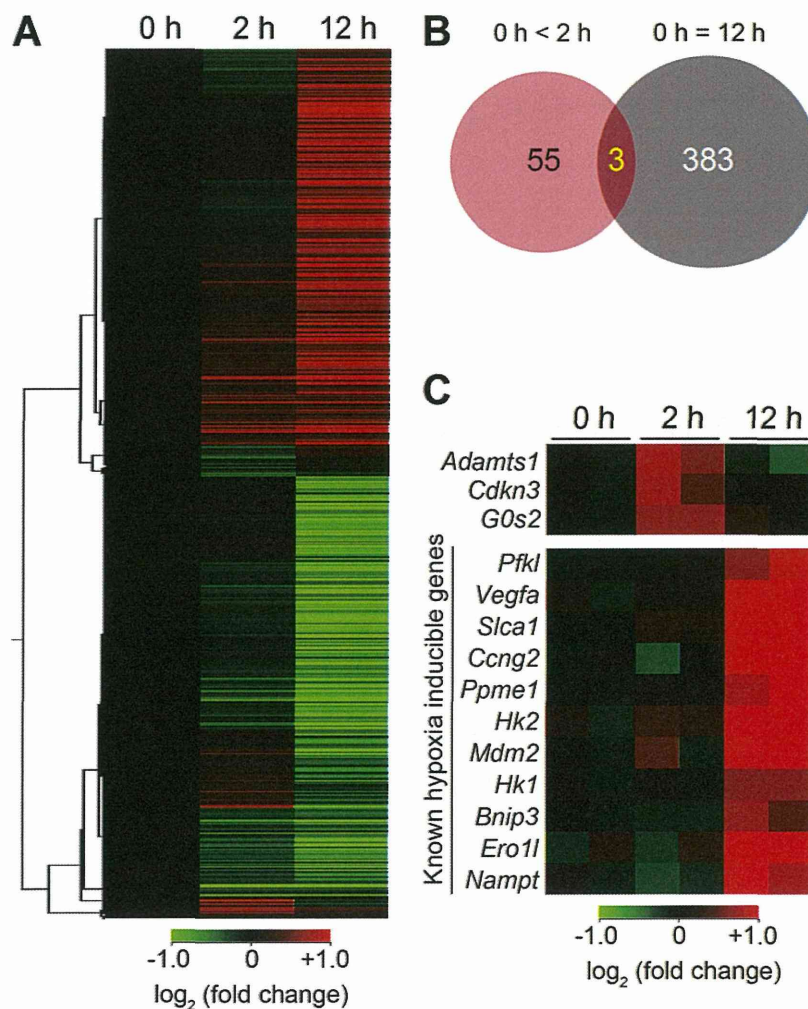 A
0 h 2 h 12 h
-1.0 0 +1.0
log2 (fold change)
B
0 h < 2 h 0 h = 12 h
55 3 383
C
0 h 2 h 12 h
Adamts1
Cdkn3
G0s2
Known hypoxia inducible genes
Pfkl
Vegfa
Slca1
Ccng2
Ppme1
Hk2
Mdm2
Hk1
Bnip3
Ero1l
Nampt
-1.0 0 +1.0
log2 (fold change)